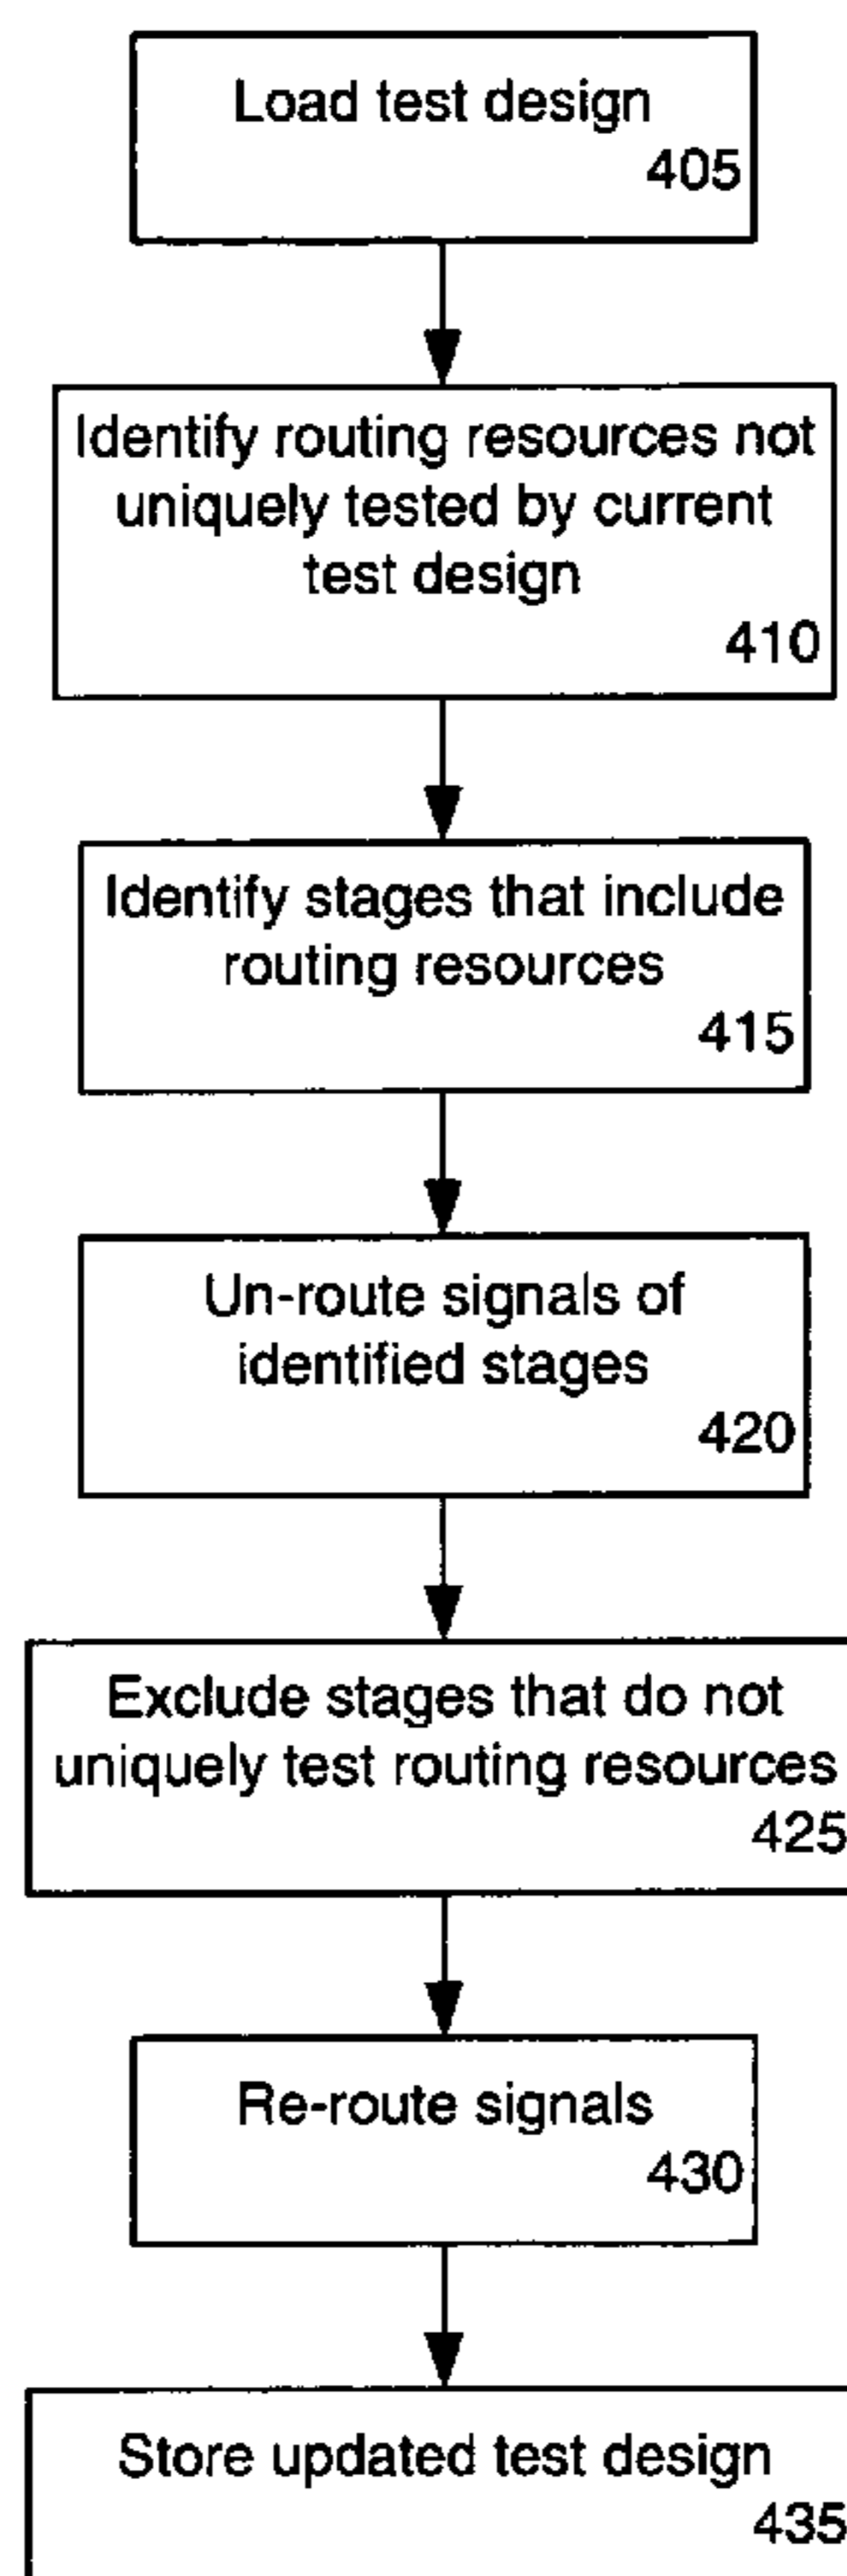 Load test design
405
Identify routing resources not
uniquely tested by current
test design
410
Identify stages that include
routing resources
415
Un-route signals of
identified stages
420
Exclude stages that do not
uniquely test routing resources
425
Re-route signals
430
Store updated test design
435